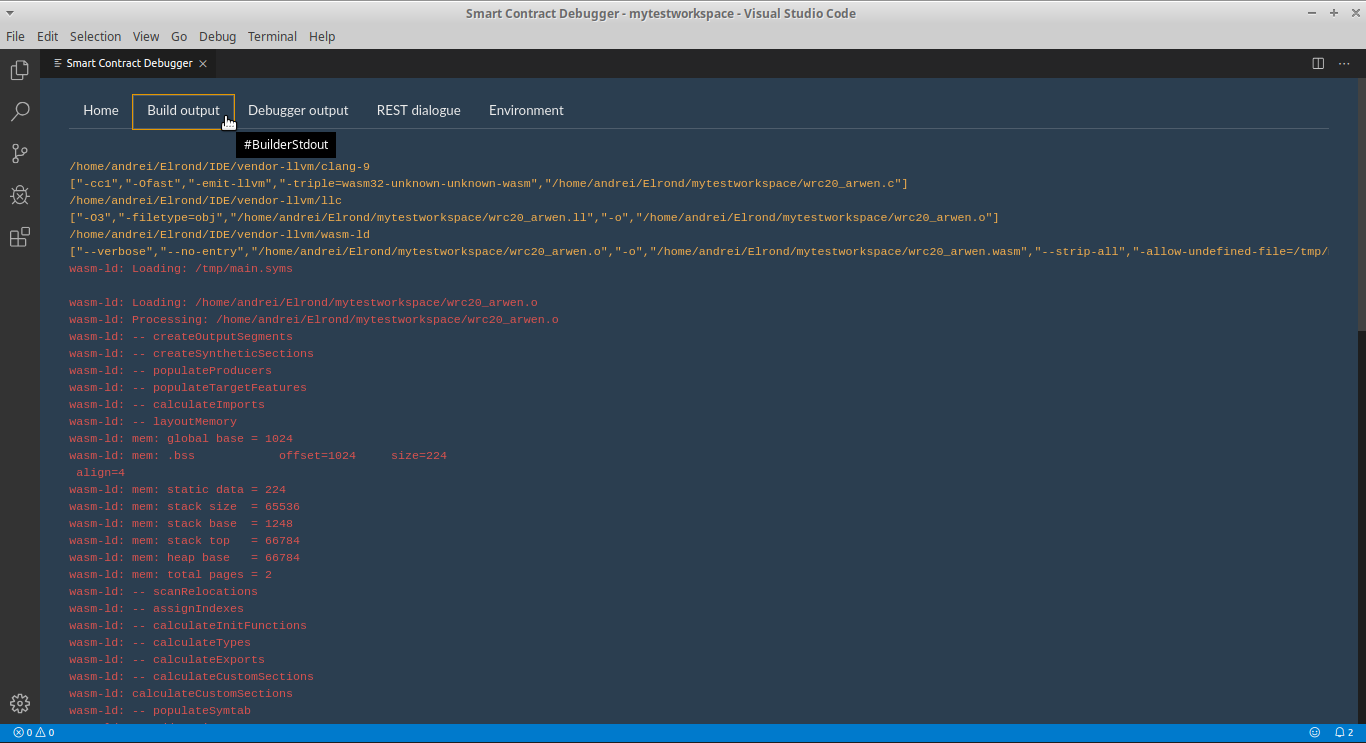 Smart Contract Debugger - mytestworkspace - Visual Studio Code
File Edit Selection View Go Debug Terminal Help
Smart Contract Debugger
Home Build output Debugger output REST dialogue Environment
#BuilderStdout
/home/andrei/Elrond/IDE/vendor-llvm/clang-9
["-cc1","-Ofast","-emit-llvm","-triple=wasm32-unknown-unknown-wasm","/home/andrei/Elrond/mytestworkspace/wrc20_arwen.c"]
/home/andrei/Elrond/IDE/vendor-llvm/llc
["-O3","-filetype=obj","/home/andrei/Elrond/mytestworkspace/wrc20_arwen.ll","-o","/home/andrei/Elrond/mytestworkspace/wrc20_arwen.o"]
/home/andrei/Elrond/IDE/vendor-llvm/wasm-ld
["--verbose","--no-entry","/home/andrei/Elrond/mytestworkspace/wrc20_arwen.o","-o","/home/andrei/Elrond/mytestworkspace/wrc20_arwen.wasm","--strip-all","-allow-undefined-file=/tmp/
wasm-ld: Loading: /tmp/main.syms
wasm-ld: Loading: /home/andrei/Elrond/mytestworkspace/wrc20_arwen.o
wasm-ld: Processing: /home/andrei/Elrond/mytestworkspace/wrc20_arwen.o
wasm-ld: -- createOutputSegments
wasm-ld: -- createSyntheticSections
wasm-ld: -- populateProducers
wasm-ld: -- populateTargetFeatures
wasm-ld: -- calculateImports
wasm-ld: -- layoutMemory
wasm-ld: mem: global base = 1024
wasm-ld: mem: .bss            offset=1024     size=224
align=4
wasm-ld: mem: static data = 224
wasm-ld: mem: stack size  = 65536
wasm-ld: mem: stack base  = 1248
wasm-ld: mem: stack top   = 66784
wasm-ld: mem: heap base   = 66784
wasm-ld: mem: total pages = 2
wasm-ld: -- scanRelocations
wasm-ld: -- assignIndexes
wasm-ld: -- calculateInitFunctions
wasm-ld: -- calculateTypes
wasm-ld: -- calculateExports
wasm-ld: -- calculateCustomSections
wasm-ld: calculateCustomSections
wasm-ld: -- populateSymtab
0 0 2